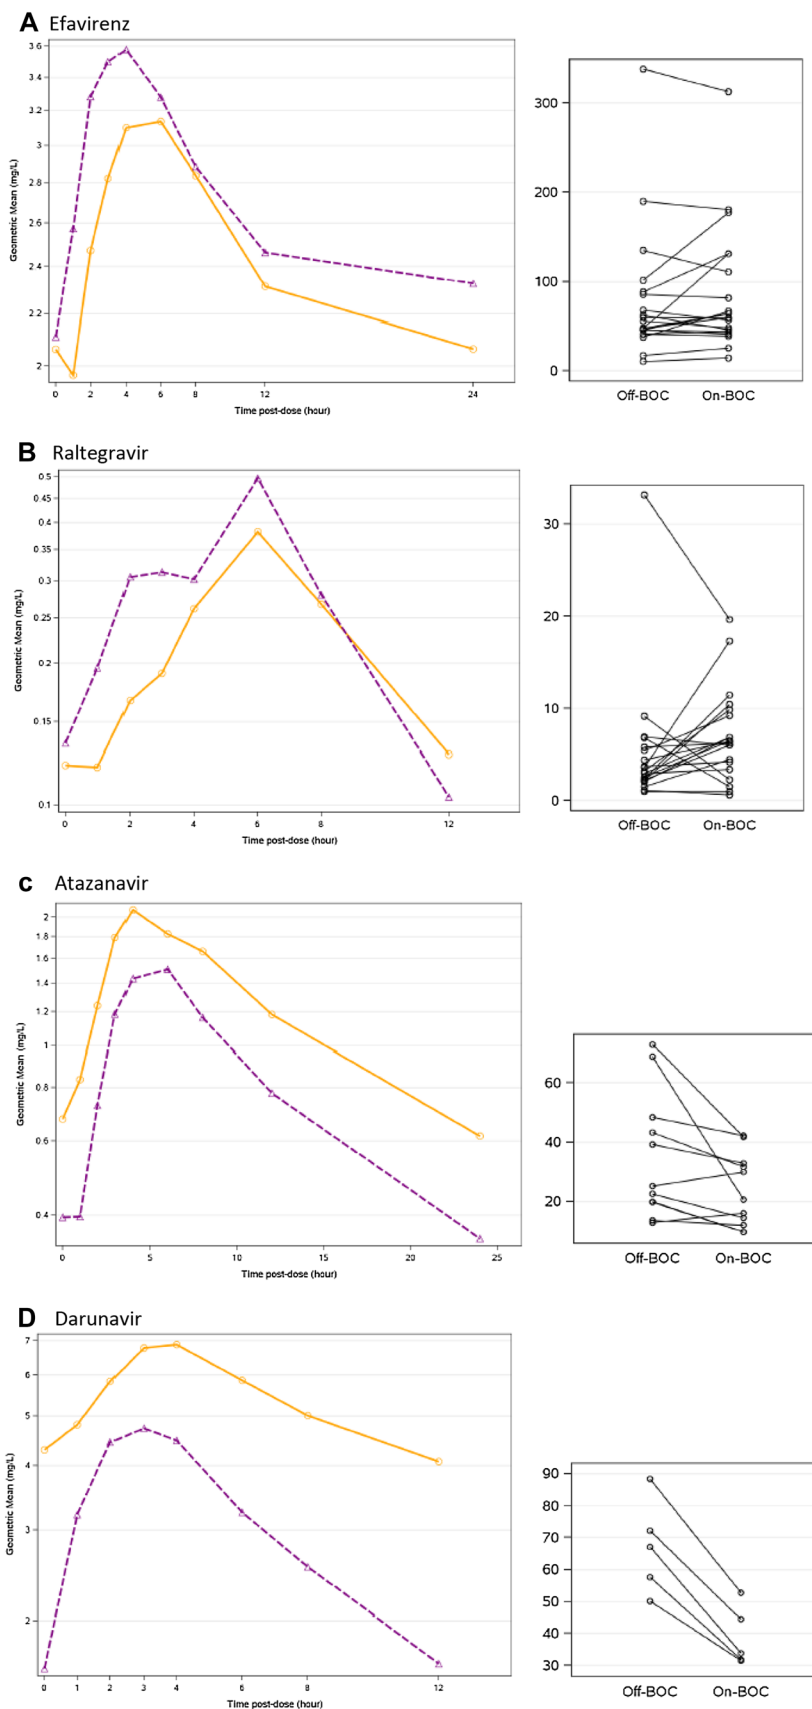 A Efavirenz
3.6
3.4
3.2
3
2.8
2.6
2.4
2.2
2
Geometric Mean (mg/L)
0 2 4 6 8 12 24
Time post-dose (hour)
300
200
100
0
Off-BOC On-BOC
B Raltegravir
0.5
0.45
0.4
0.35
0.3
0.25
0.2
0.15
0.1
Geometric Mean (mg/L)
0 2 4 6 8 12
Time post-dose (hour)
30
20
10
0
Off-BOC On-BOC
C Atazanavir
2
1.8
1.6
1.4
1.2
1
0.8
0.6
0.4
Geometric Mean (mg/L)
0 5 10 15 20 25
Time post-dose (hour)
60
40
20
Off-BOC On-BOC
D Darunavir
7
6
5
4
3
2
Geometric Mean (mg/L)
0 1 2 3 4 6 8 12
Time post-dose (hour)
90
80
70
60
50
40
30
Off-BOC On-BOC